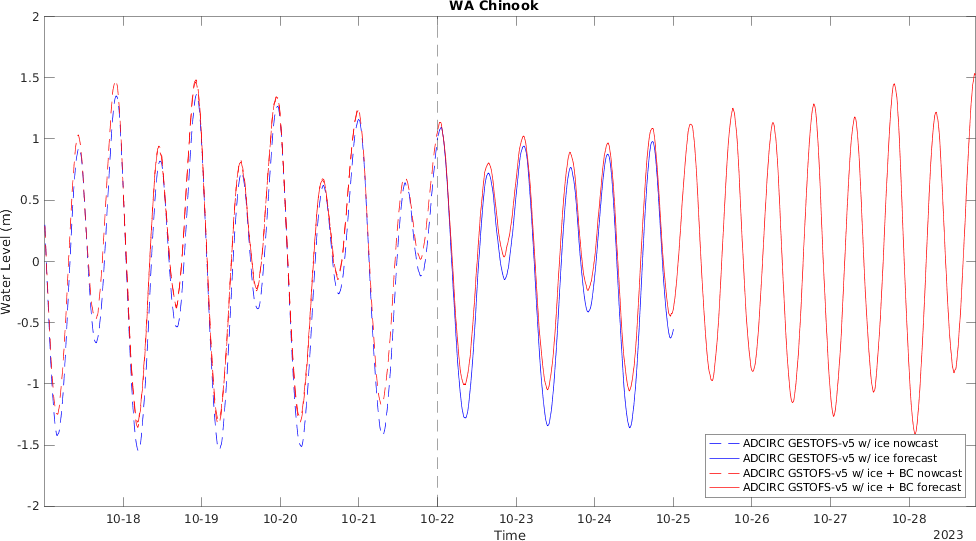 WA Chinook
2
1.5
1
0.5
0
-0.5
-1
-1.5
-2
Water Level (m)
10-18 10-19 10-20 10-21 10-22 10-23 10-24 10-25 10-26 10-27 10-28
Time
2023
ADCIRC GESTOFS-v5 w/ ice nowcast
ADCIRC GESTOFS-v5 w/ ice forecast
ADCIRC GSTOFS-v5 w/ ice + BC nowcast
ADCIRC GSTOFS-v5 w/ ice + BC forecast